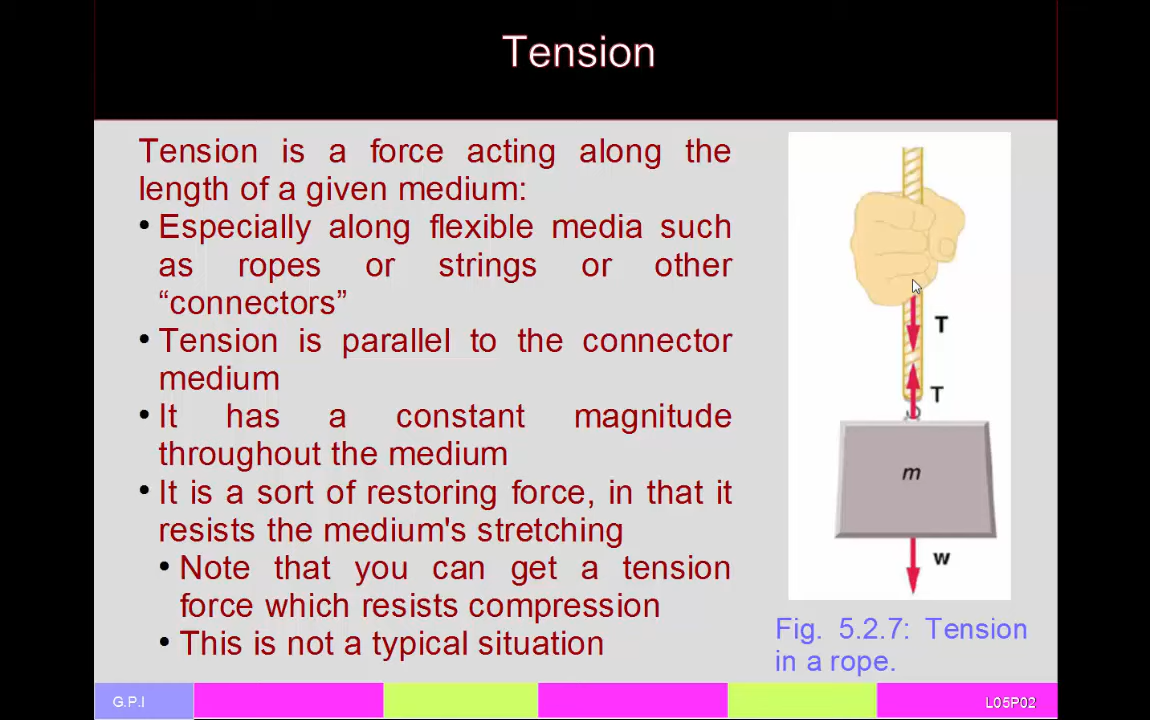 Tension
Tension is a force acting along the
length of a given medium:
• Especially along flexible media such
as ropes or strings or other
“connectors”
• Tension is parallel to the connector
medium
• It has a constant magnitude
throughout the medium
• It is a sort of restoring force, in that it
resists the medium's stretching
• Note that you can get a tension
force which resists compression
• This is not a typical situation
T
T
m
w
Fig. 5.2.7: Tension
in a rope.
G.P.I
L05P02